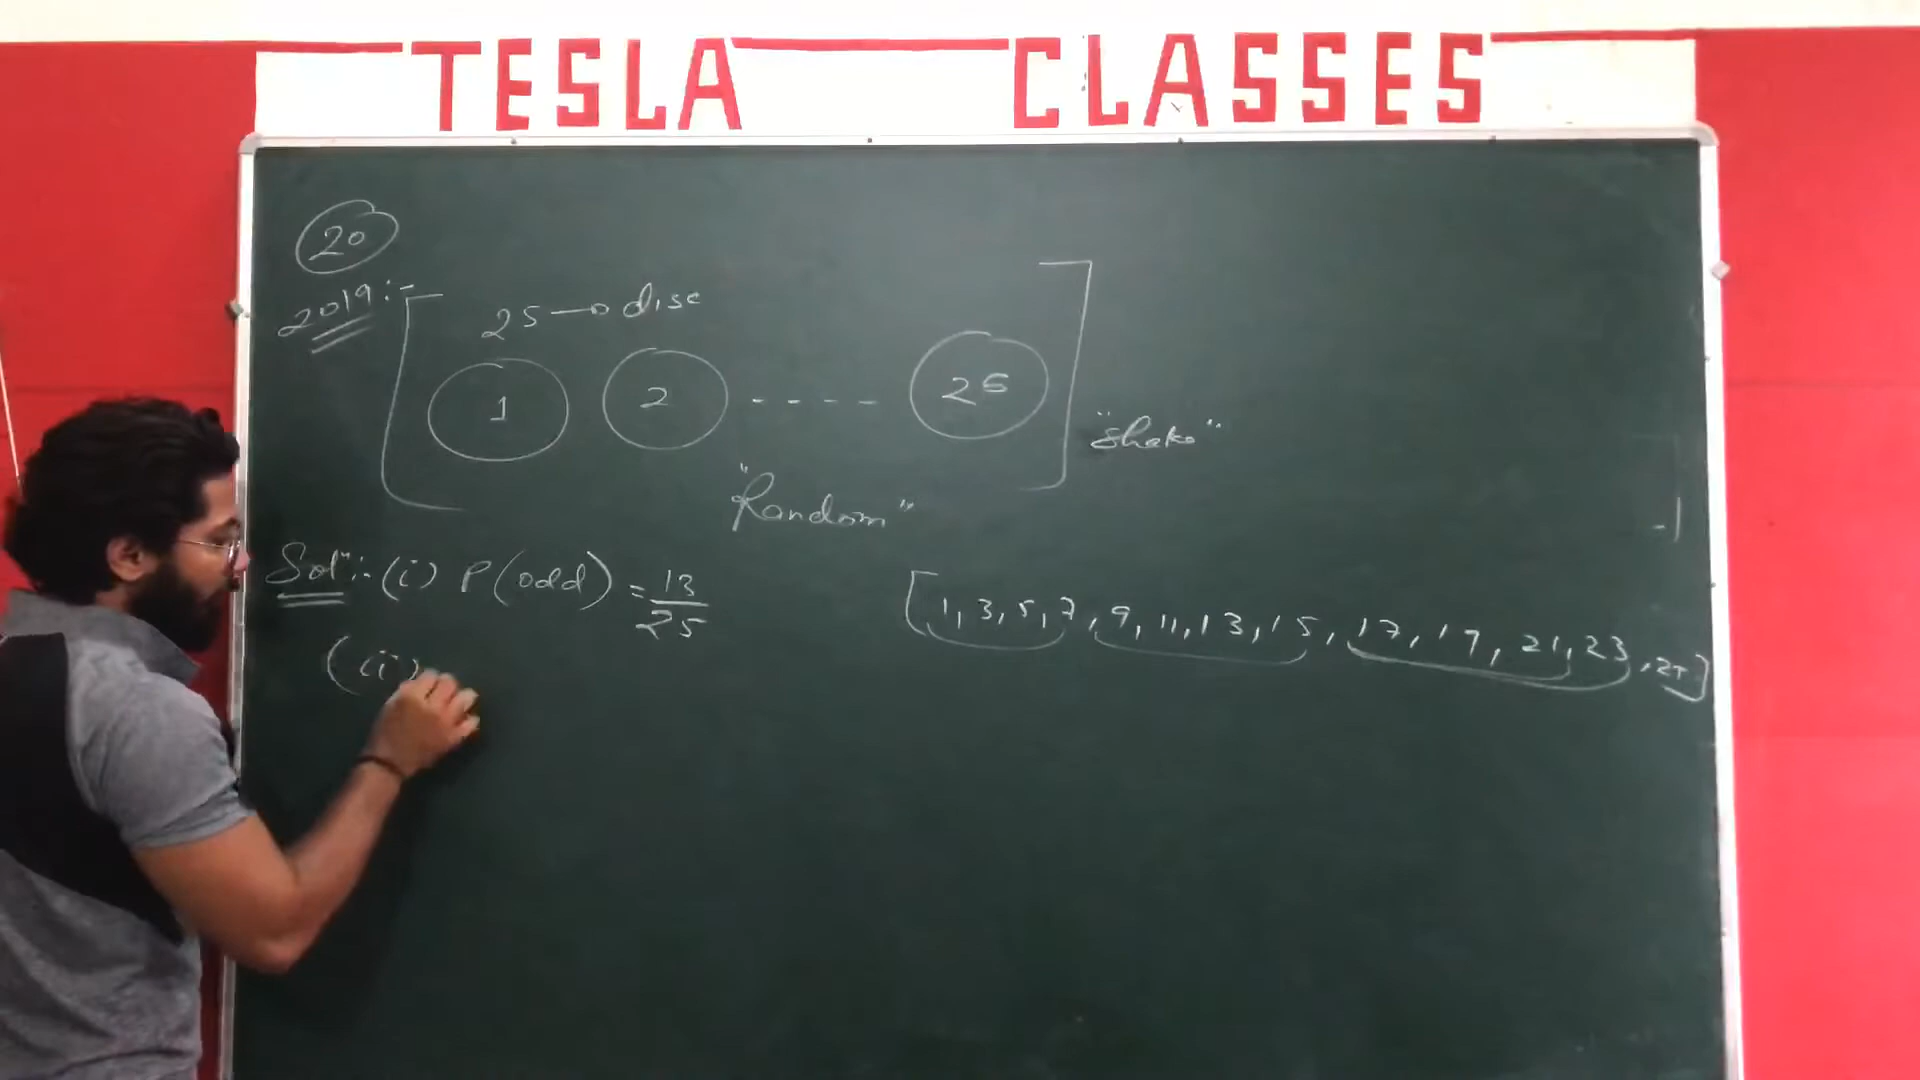 TESLA CLASSES
20
2019:-
25 → disc
1 2 - - - - 25
"Shake"
"Random"
Solⁿ:- (i) P(odd) = 13/25
[1, 3, 5, 7, 9, 11, 13, 15, 17, 19, 21, 23, 25]
(ii)